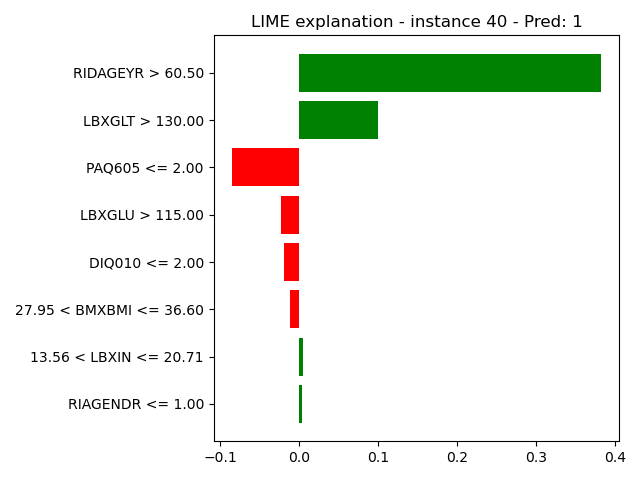 LIME explanation - instance 40 - Pred: 1
RIDAGEYR > 60.50
LBXGLT > 130.00
PAQ605 <= 2.00
LBXGLU > 115.00
DIQ010 <= 2.00
27.95 < BMXBMI <= 36.60
13.56 < LBXIN <= 20.71
RIAGENDR <= 1.00
−0.1 0.0 0.1 0.2 0.3 0.4